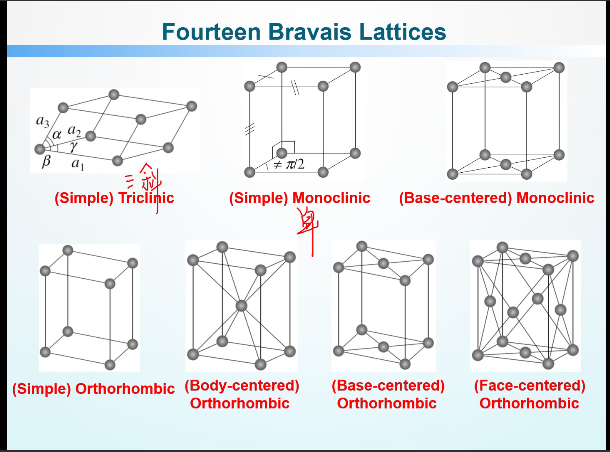 Fourteen Bravais Lattices
a₃ α a₂ γ β a₁
≠ π/2
三斜
(Simple) Triclinic
(Simple) Monoclinic
(Base-centered) Monoclinic
单
(Simple) Orthorhombic
(Body-centered)
Orthorhombic
(Base-centered)
Orthorhombic
(Face-centered)
Orthorhombic